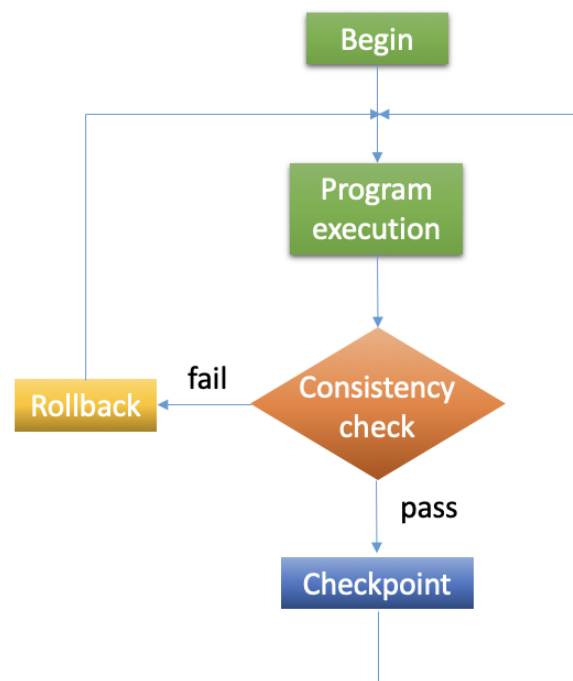 Begin
Program
execution
Consistency
check
fail
Rollback
pass
Checkpoint